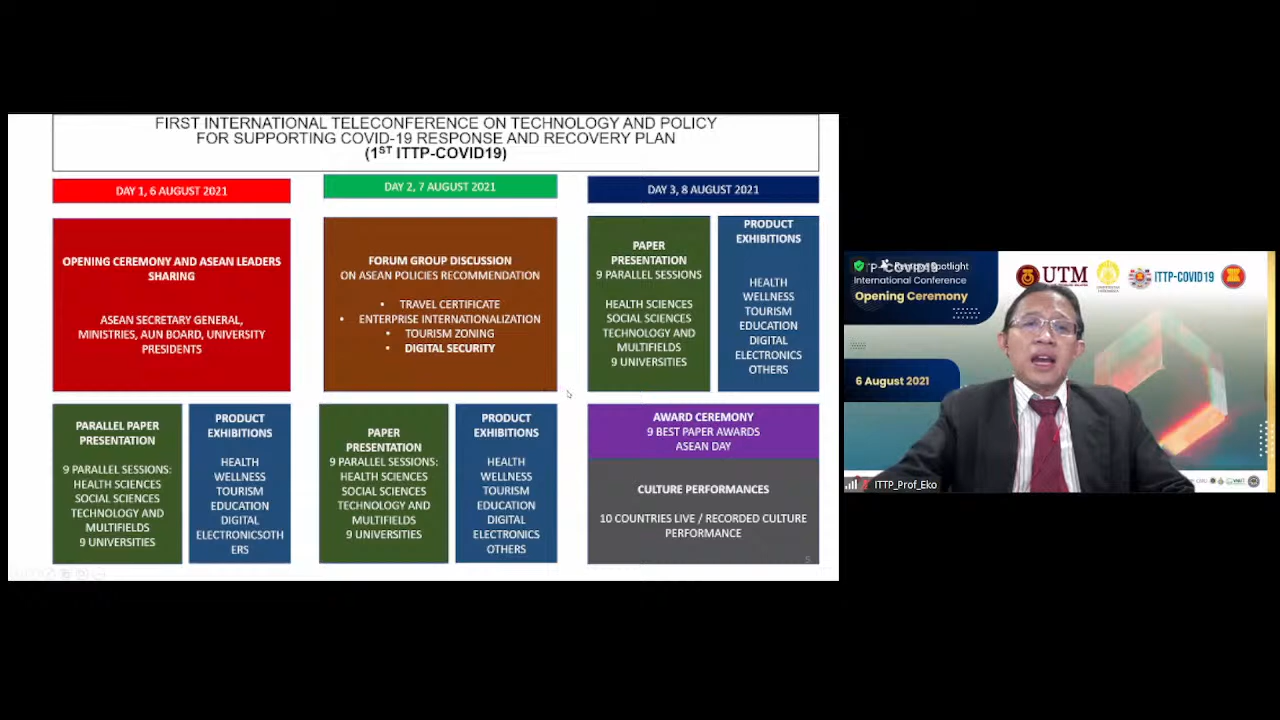 FIRST INTERNATIONAL TELECONFERENCE ON TECHNOLOGY AND POLICY
FOR SUPPORTING COVID-19 RESPONSE AND RECOVERY PLAN
(1ST ITTP-COVID19)
DAY 1, 6 AUGUST 2021
OPENING CEREMONY AND ASEAN LEADERS
SHARING
ASEAN SECRETARY GENERAL,
MINISTRIES, AUN BOARD, UNIVERSITY
PRESIDENTS
PARALLEL PAPER
PRESENTATION
9 PARALLEL SESSIONS:
HEALTH SCIENCES
SOCIAL SCIENCES
TECHNOLOGY AND
MULTIFIELDS
9 UNIVERSITIES
PRODUCT
EXHIBITIONS
HEALTH
WELLNESS
TOURISM
EDUCATION
DIGITAL
ELECTRONICSOTH
ERS
DAY 2, 7 AUGUST 2021
FORUM GROUP DISCUSSION
ON ASEAN POLICIES RECOMMENDATION
• TRAVEL CERTIFICATE
• ENTERPRISE INTERNATIONALIZATION
• TOURISM ZONING
• DIGITAL SECURITY
PAPER
PRESENTATION
9 PARALLEL SESSIONS:
HEALTH SCIENCES
SOCIAL SCIENCES
TECHNOLOGY AND
MULTIFIELDS
9 UNIVERSITIES
PRODUCT
EXHIBITIONS
HEALTH
WELLNESS
TOURISM
EDUCATION
DIGITAL
ELECTRONICS
OTHERS
DAY 3, 8 AUGUST 2021
PAPER
PRESENTATION
9 PARALLEL SESSIONS
HEALTH SCIENCES
SOCIAL SCIENCES
TECHNOLOGY AND
MULTIFIELDS
9 UNIVERSITIES
PRODUCT
EXHIBITIONS
HEALTH
WELLNESS
TOURISM
EDUCATION
DIGITAL
ELECTRONICS
OTHERS
AWARD CEREMONY
9 BEST PAPER AWARDS
ASEAN DAY
CULTURE PERFORMANCES
10 COUNTRIES LIVE / RECORDED CULTURE
PERFORMANCE
5
International Conference
Opening Ceremony
6 August 2021
UTM
ITTP-COVID19
ITTP_Prof_Eko